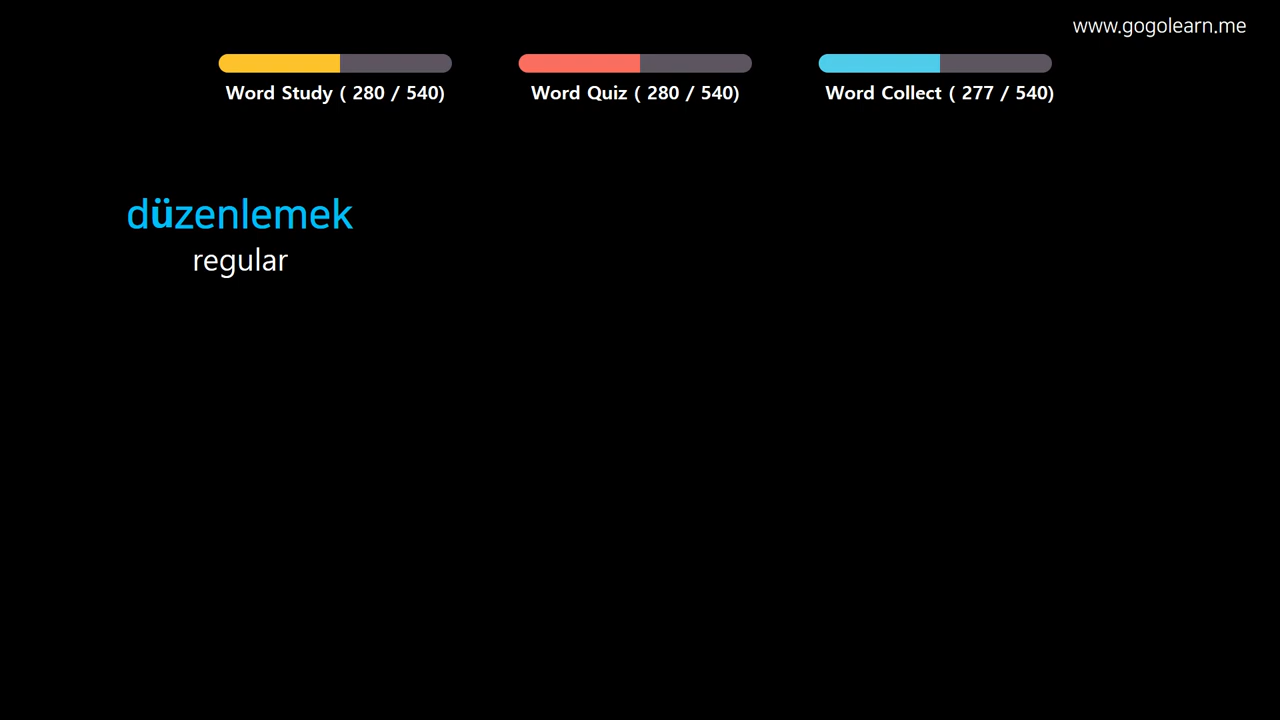 www.gogolearn.me
Word Study ( 280 / 540)
Word Quiz ( 280 / 540)
Word Collect ( 277 / 540)
düzenlemek
regular